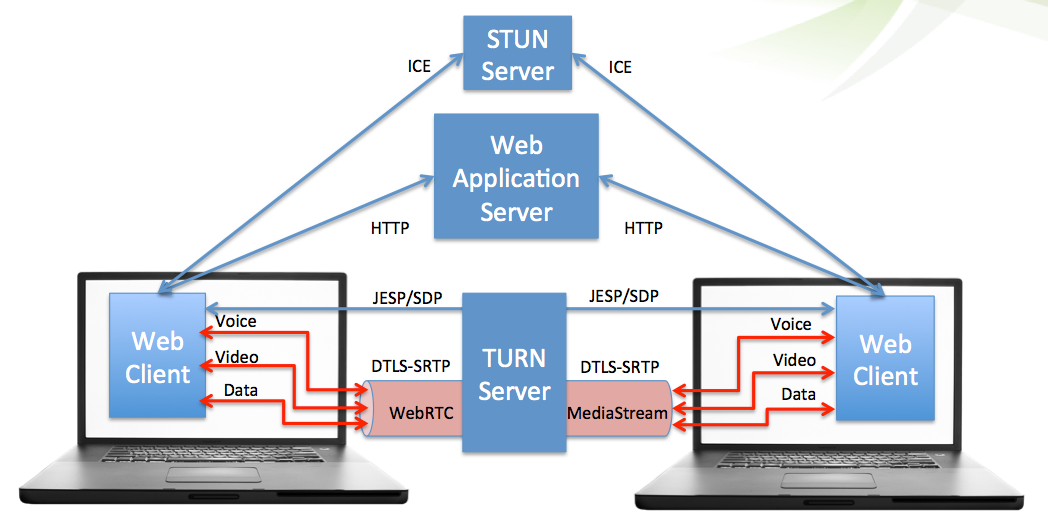 STUN
Server
ICE
ICE
Web
Application
Server
HTTP
HTTP
JESP/SDP
JESP/SDP
Web
Client
Voice
Video
Data
DTLS-SRTP
WebRTC
TURN
Server
DTLS-SRTP
MediaStream
Voice
Video
Data
Web
Client